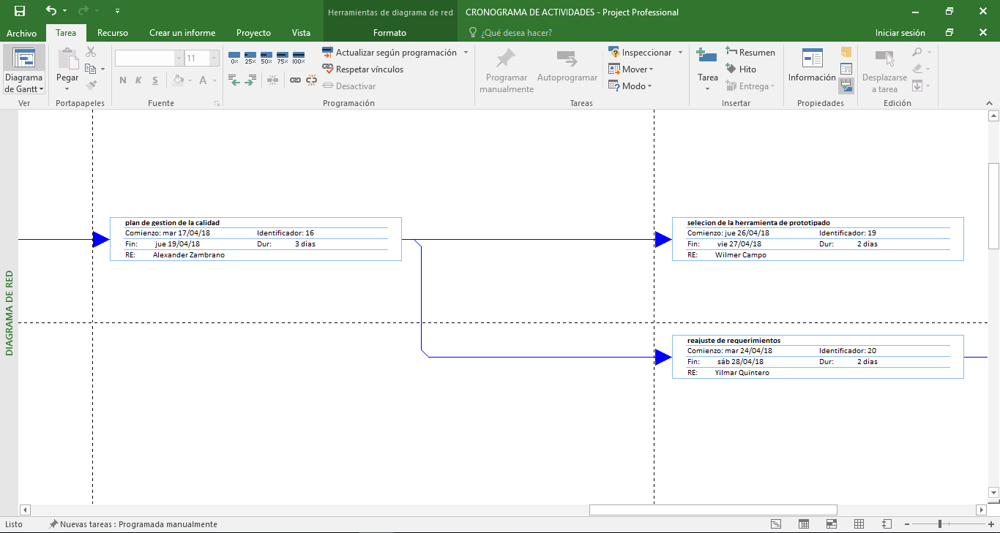 Herramientas de diagrama de red
CRONOGRAMA DE ACTIVIDADES - Project Professional
Archivo
Tarea
Recurso
Crear un informe
Proyecto
Vista
Formato
¿Qué desea hacer?
Iniciar sesión
Diagrama
de Gantt
Ver
Pegar
Portapapeles
11
N K S
A
Fuente
0% 25% 50% 75% 100%
Actualizar según programación
Respetar vínculos
Desactivar
Programación
Programar
manualmente
Autoprogramar
Inspeccionar
Mover
Modo
Tareas
Tarea
Resumen
Hito
Entrega
Insertar
Información
Propiedades
Desplazarse
a tarea
Edición
DIAGRAMA DE RED
plan de gestion de la calidad
Comienzo: mar 17/04/18 Identificador: 16
Fin: jue 19/04/18 Dur: 3 días
RE: Alexander Zambrano
selecion de la herramienta de prototipado
Comienzo: jue 26/04/18 Identificador: 19
Fin: vie 27/04/18 Dur: 2 días
RE: Wilmer Campo
reajuste de requerimientos
Comienzo: mar 24/04/18 Identificador: 20
Fin: sáb 28/04/18 Dur: 2 días
RE: Yilmar Quintero
Listo
Nuevas tareas : Programada manualmente